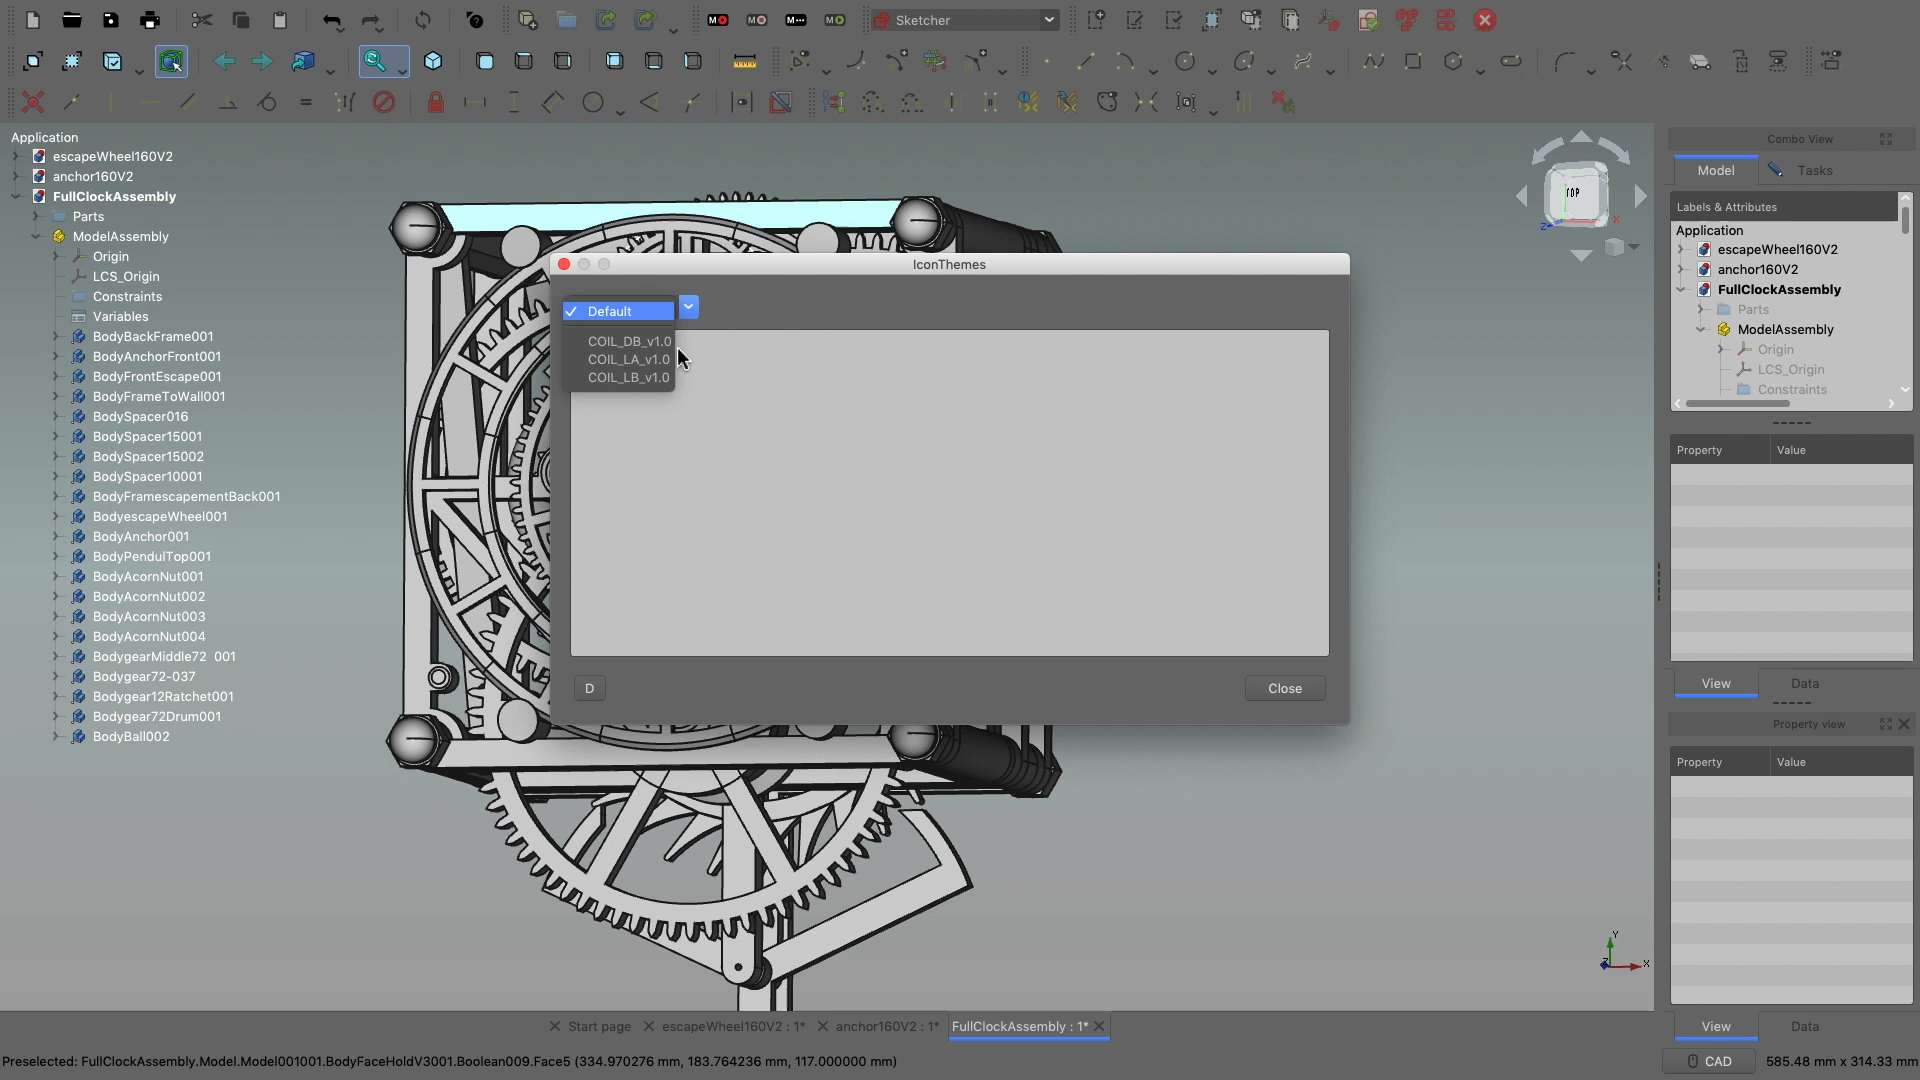 Sketcher
Application
escapeWheel160V2
anchor160V2
FullClockAssembly
Parts
ModelAssembly
Origin
LCS_Origin
Constraints
Variables
BodyBackFrame001
BodyAnchorFront001
BodyFrontEscape001
BodyFrameToWall001
BodySpacer016
BodySpacer15001
BodySpacer15002
BodySpacer10001
BodyFramescapementBack001
BodyescapeWheel001
BodyAnchor001
BodyPendulTop001
BodyAcornNut001
BodyAcornNut002
BodyAcornNut003
BodyAcornNut004
BodygearMiddle72_001
Bodygear72-037
Bodygear12Ratchet001
Bodygear72Drum001
BodyBall002
IconThemes
Default
COIL_DB_v1.0
COIL_LA_v1.0
COIL_LB_v1.0
D
Close
TOP
X
Z
Y
X
Z
Combo View
Model
Tasks
Labels & Attributes
Application
escapeWheel160V2
anchor160V2
FullClockAssembly
Parts
ModelAssembly
Origin
LCS_Origin
Constraints
Property
Value
View
Data
Property view
Property
Value
View
Data
Start page
escapeWheel160V2 : 1*
anchor160V2 : 1*
FullClockAssembly : 1*
Preselected: FullClockAssembly.Model.Model001001.BodyFaceHoldV3001.Boolean009.Face5 (334.970276 mm, 183.764236 mm, 117.000000 mm)
CAD
585.48 mm x 314.33 mm